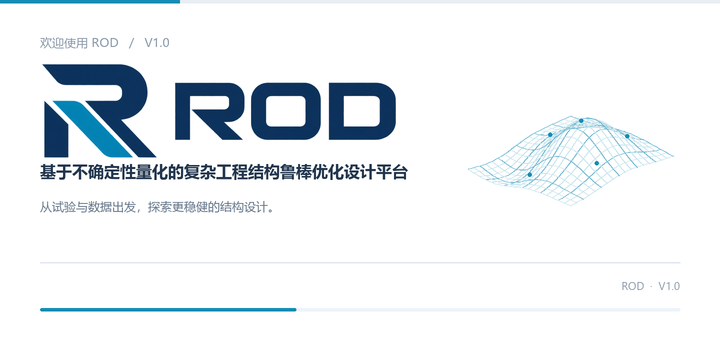 欢迎使用 ROD / V1.0
ROD
基于不确定性量化的复杂工程结构鲁棒优化设计平台
从试验与数据出发，探索更稳健的结构设计。
ROD · V1.0